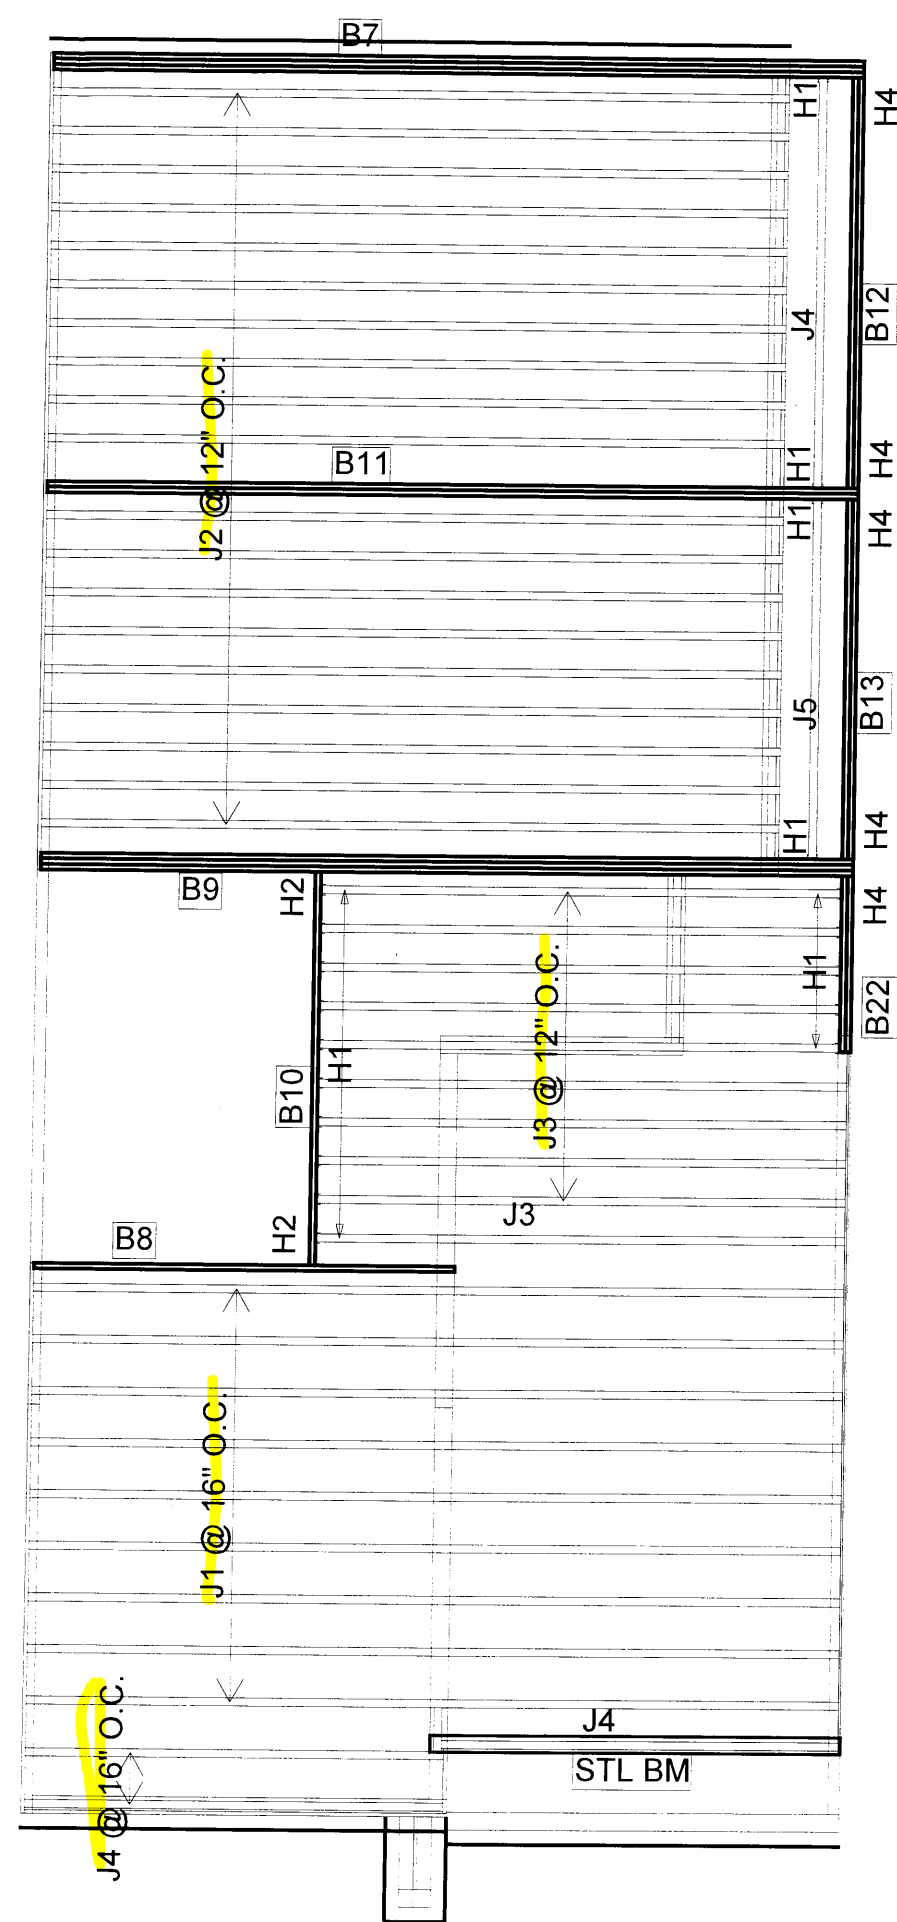 B7
H1
H4
B12
J4
J2 @ 12" O.C.
B11
H1
H4
H1
H4
B13
J5
H1
H4
B9
H2
H4
H1
B22
J3 @ 12" O.C.
H1
B10
J3
H2
B8
J1 @ 16" O.C.
J4 @ 16" O.C.
J4
STL BM